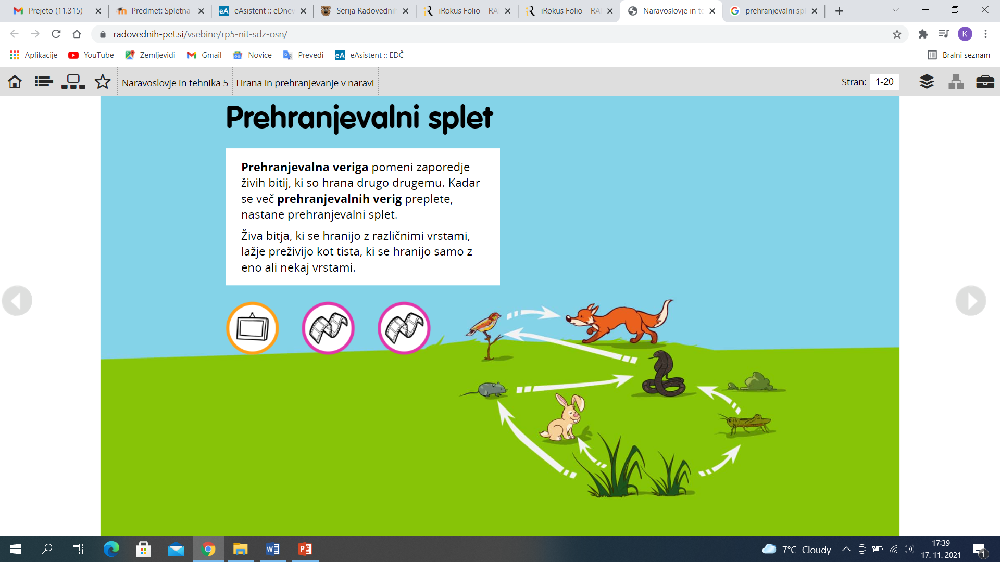 Prejeto (11.315) -
Predmet: Spletna
eA eAsistent :: eDnev
Serija Radovednih
iRokus Folio – RA
iRokus Folio – RA
Naravoslovje in te
prehranjevalni spl
radovednih-pet.si/vsebine/rp5-nit-sdz-osn/
K
Aplikacije
YouTube
Zemljevidi
Gmail
Novice
Prevedi
eA eAsistent :: EDČ
Bralni seznam
Naravoslovje in tehnika 5
Hrana in prehranjevanje v naravi
Stran: 1-20
Prehranjevalni splet
Prehranjevalna veriga pomeni zaporedje
živih bitij, ki so hrana drugo drugemu. Kadar
se več prehranjevalnih verig preplete,
nastane prehranjevalni splet.
Živa bitja, ki se hranijo z različnimi vrstami,
lažje preživijo kot tista, ki se hranijo samo z
eno ali nekaj vrstami.
7°C Cloudy
17:39
17. 11. 2021
1